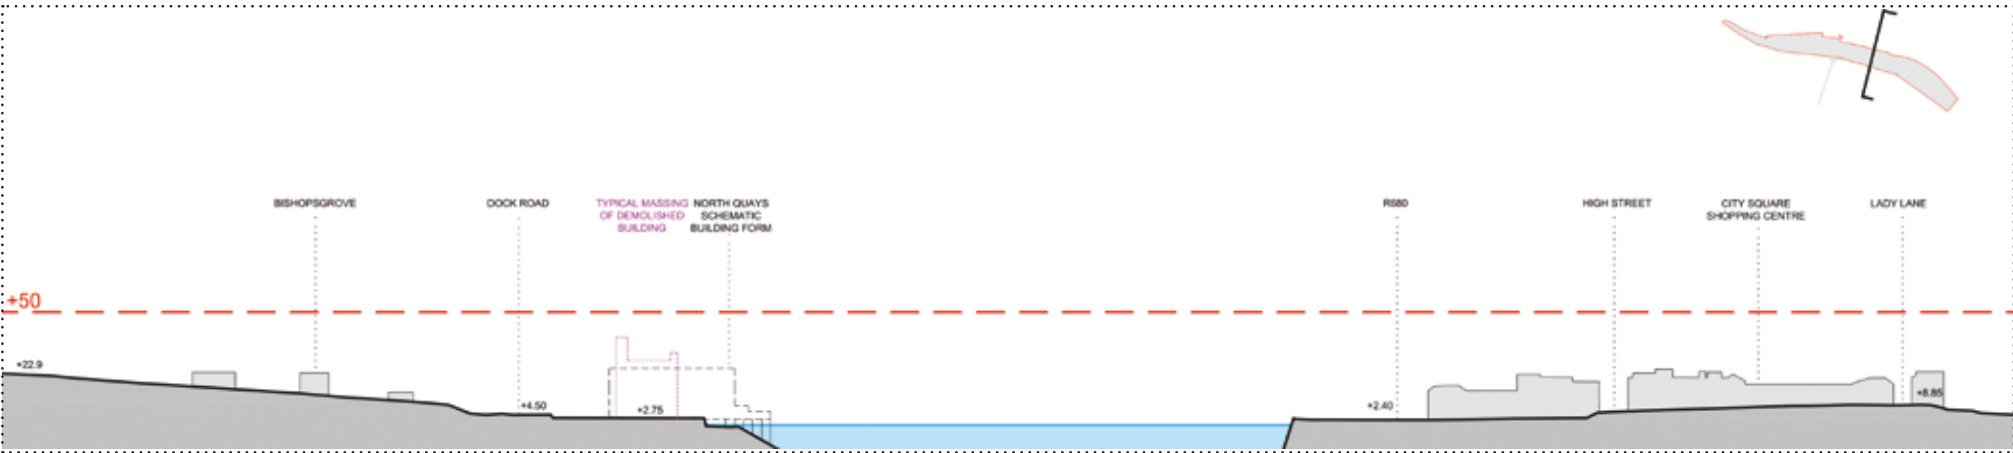 BISHOPSGROVE
DOCK ROAD
TYPICAL MASSING
OF DEMOLISHED
BUILDING
NORTH QUAYS
SCHEMATIC
BUILDING FORM
R680
HIGH STREET
CITY SQUARE
SHOPPING CENTRE
LADY LANE
+50
+22.9
+4.50
+2.75
+2.40
+8.85